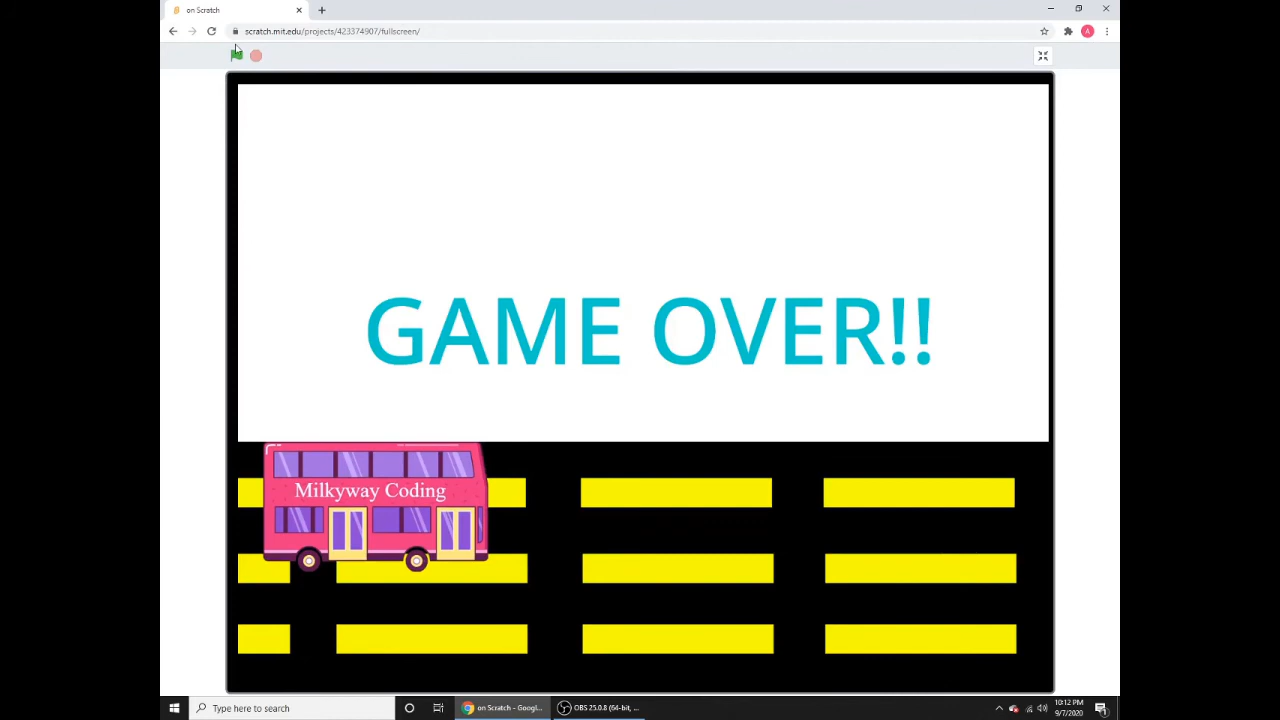 on Scratch
scratch.mit.edu/projects/423374907/fullscreen/
A
GAME OVER!!
Milkyway Coding
Type here to search
on Scratch - Googl...
OBS 25.0.8 (64-bit, ...
10:12 PM
9/7/2020
1